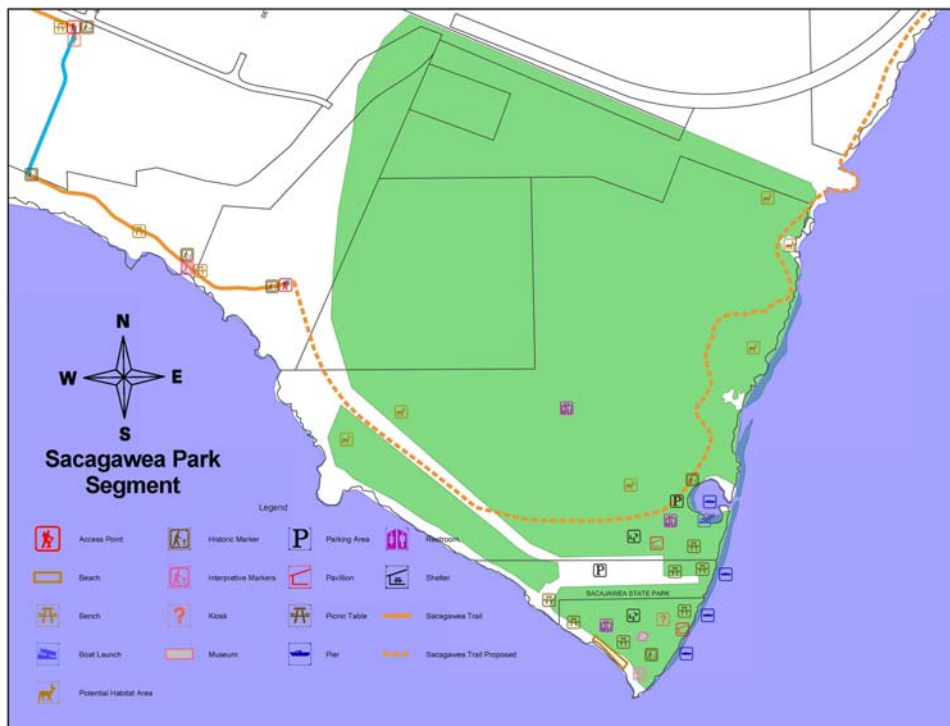 N
W E
S
Sacagawea Park
Segment
Legend
Access Point
Historic Marker
P Parking Area
Restroom
Beach
Interpretive Markers
Pavillion
Shelter
Bench
? Kiosk
Picnic Table
Sacagawea Trail
Boat Launch
Museum
Pier
Sacagawea Trail Proposed
Potential Habitat Area
P
P
SACAJAWEA STATE PARK
?